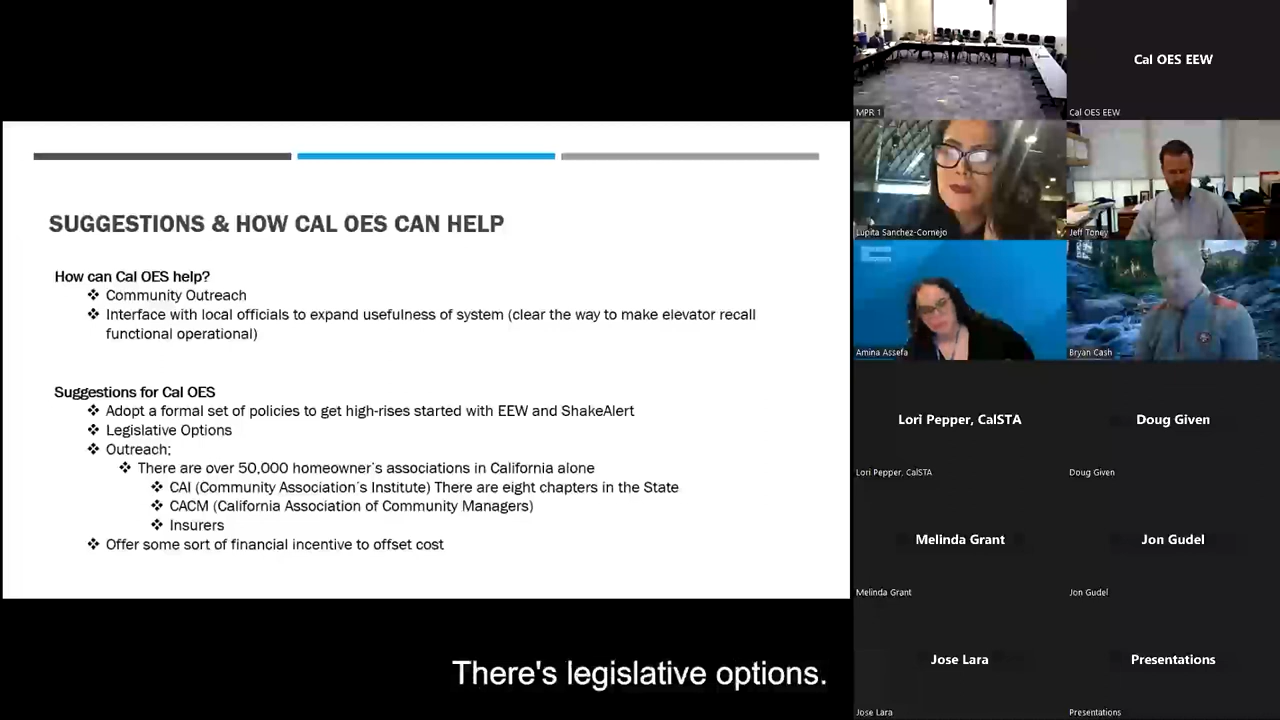 SUGGESTIONS & HOW CAL OES CAN HELP
How can Cal OES help?
❖ Community Outreach
❖ Interface with local officials to expand usefulness of system (clear the way to make elevator recall
functional operational)
Suggestions for Cal OES
❖ Adopt a formal set of policies to get high-rises started with EEW and ShakeAlert
❖ Legislative Options
❖ Outreach;
❖ There are over 50,000 homeowner's associations in California alone
❖ CAI (Community Association's Institute) There are eight chapters in the State
❖ CACM (California Association of Community Managers)
❖ Insurers
❖ Offer some sort of financial incentive to offset cost
There's legislative options.
MPR 1
Cal OES EEW
Cal OES EEW
Lupita Sanchez-Cornejo
Jeff Toney
Amina Assefa
Bryan Cash
Lori Pepper, CalSTA
Lori Pepper, CalSTA
Doug Given
Doug Given
Melinda Grant
Melinda Grant
Jon Gudel
Jon Gudel
Jose Lara
Jose Lara
Presentations
Presentations